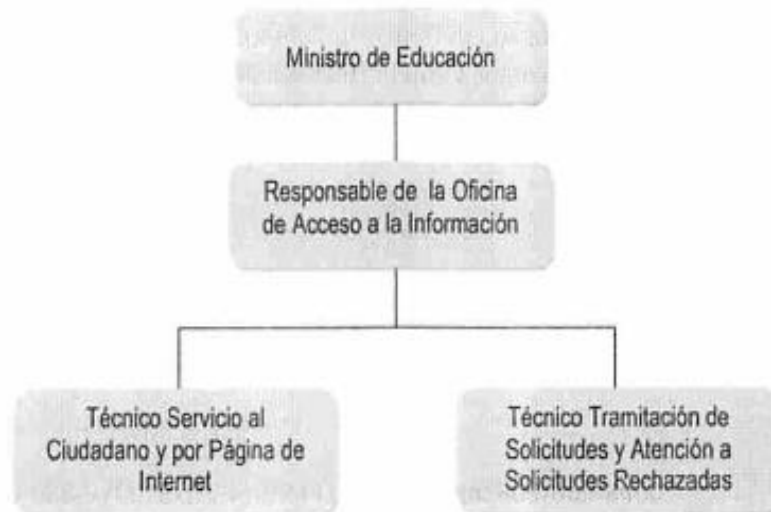 Ministro de Educación
Responsable de la Oficina
de Acceso a la Información
Técnico Servicio al
Ciudadano y por Página de
Internet
Técnico Tramitación de
Solicitudes y Atención a
Solicitudes Rechazadas